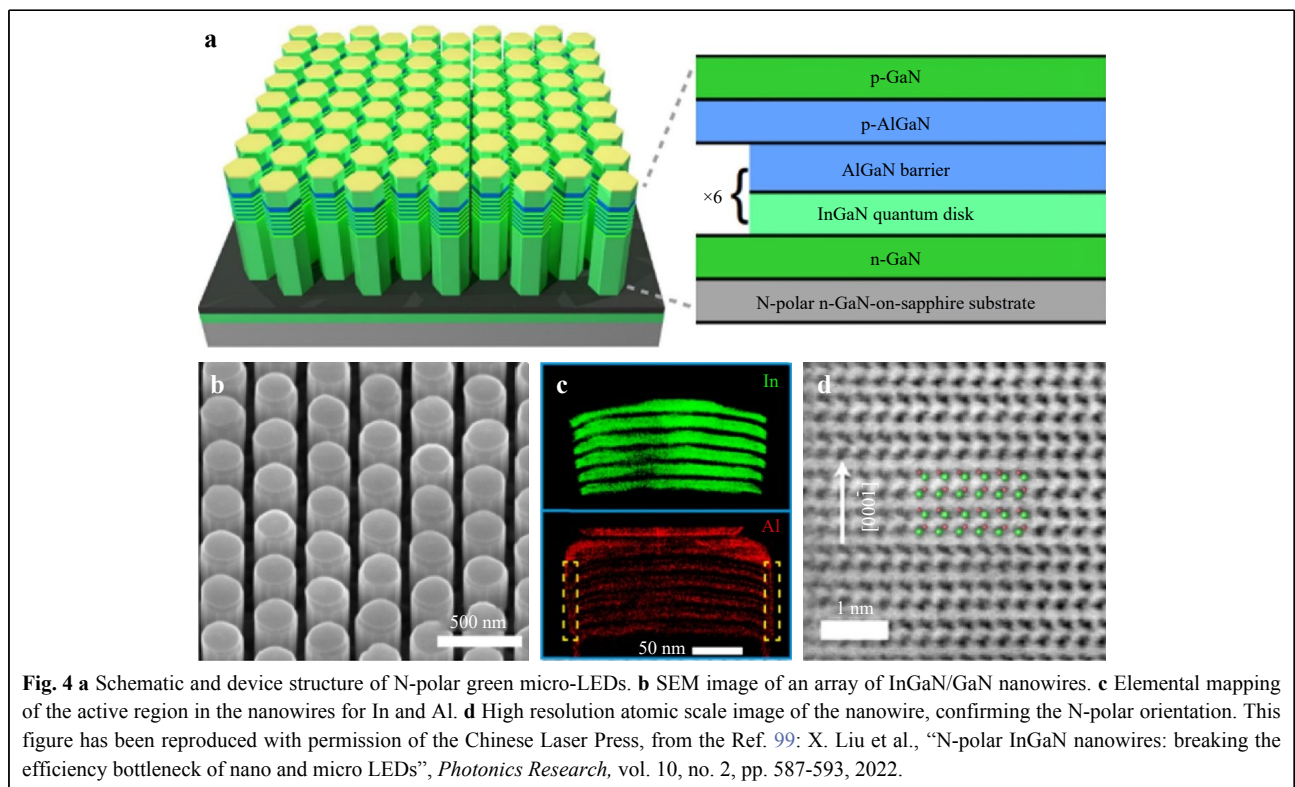 a
p-GaN
p-AlGaN
AlGaN barrier
×6 {
InGaN quantum disk
n-GaN
N-polar n-GaN-on-sapphire substrate
b
500 nm
c
In
Al
50 nm
d
[0001̄]
1 nm
Fig. 4 a Schematic and device structure of N-polar green micro-LEDs. b SEM image of an array of InGaN/GaN nanowires. c Elemental mapping
of the active region in the nanowires for In and Al. d High resolution atomic scale image of the nanowire, confirming the N-polar orientation. This
figure has been reproduced with permission of the Chinese Laser Press, from the Ref. 99: X. Liu et al., “N-polar InGaN nanowires: breaking the
efficiency bottleneck of nano and micro LEDs”, Photonics Research, vol. 10, no. 2, pp. 587-593, 2022.